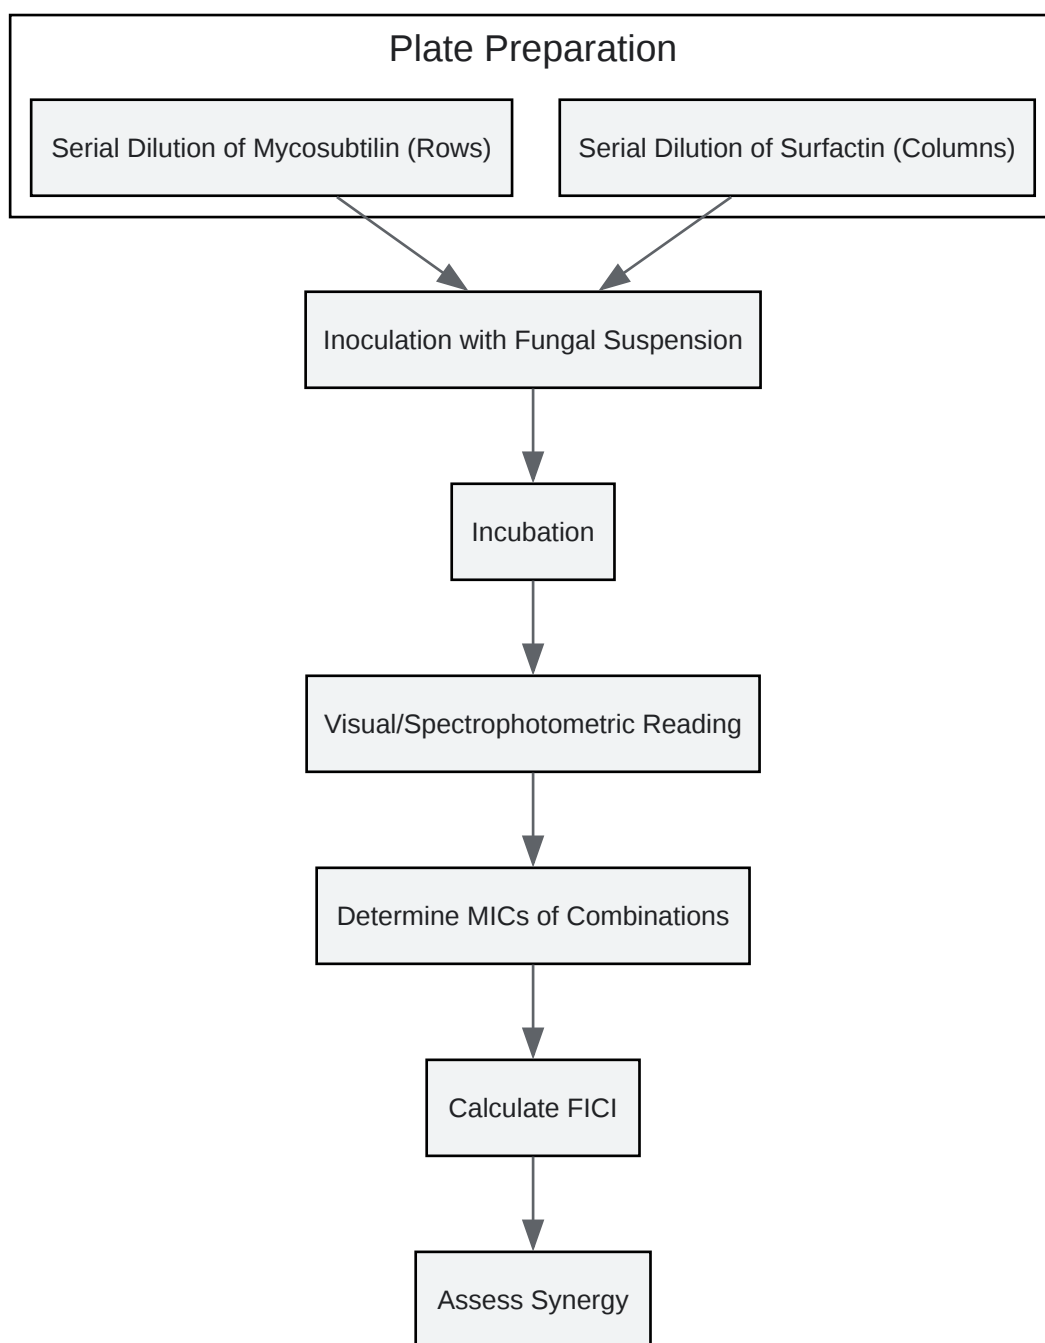 Plate Preparation
Serial Dilution of Mycosubtilin (Rows)
Serial Dilution of Surfactin (Columns)
Inoculation with Fungal Suspension
Incubation
Visual/Spectrophotometric Reading
Determine MICs of Combinations
Calculate FICI
Assess Synergy